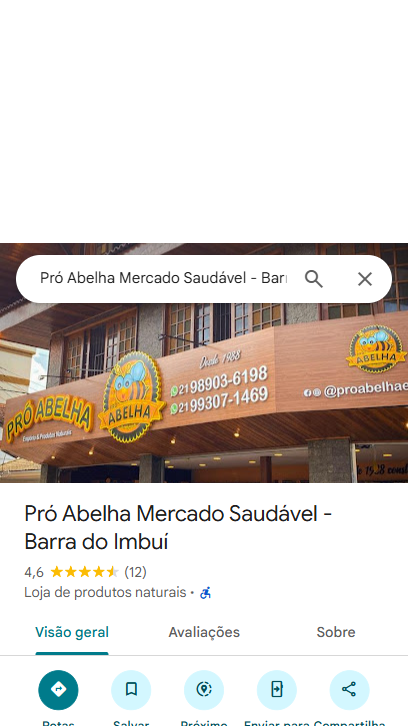 Pró Abelha Mercado Saudável - Bar
Desde 1988
21 98903-6198
21 99307-1469
PRÓ ABELHA
Empório & Produtos Naturais
ABELHA
ABELHA
@proabelhae
Pró Abelha Mercado Saudável -
Barra do Imbuí
4,6 (12)
Loja de produtos naturais ·
Visão geral Avaliações Sobre
Rotas Salvar Próximo Enviar para Compartilha